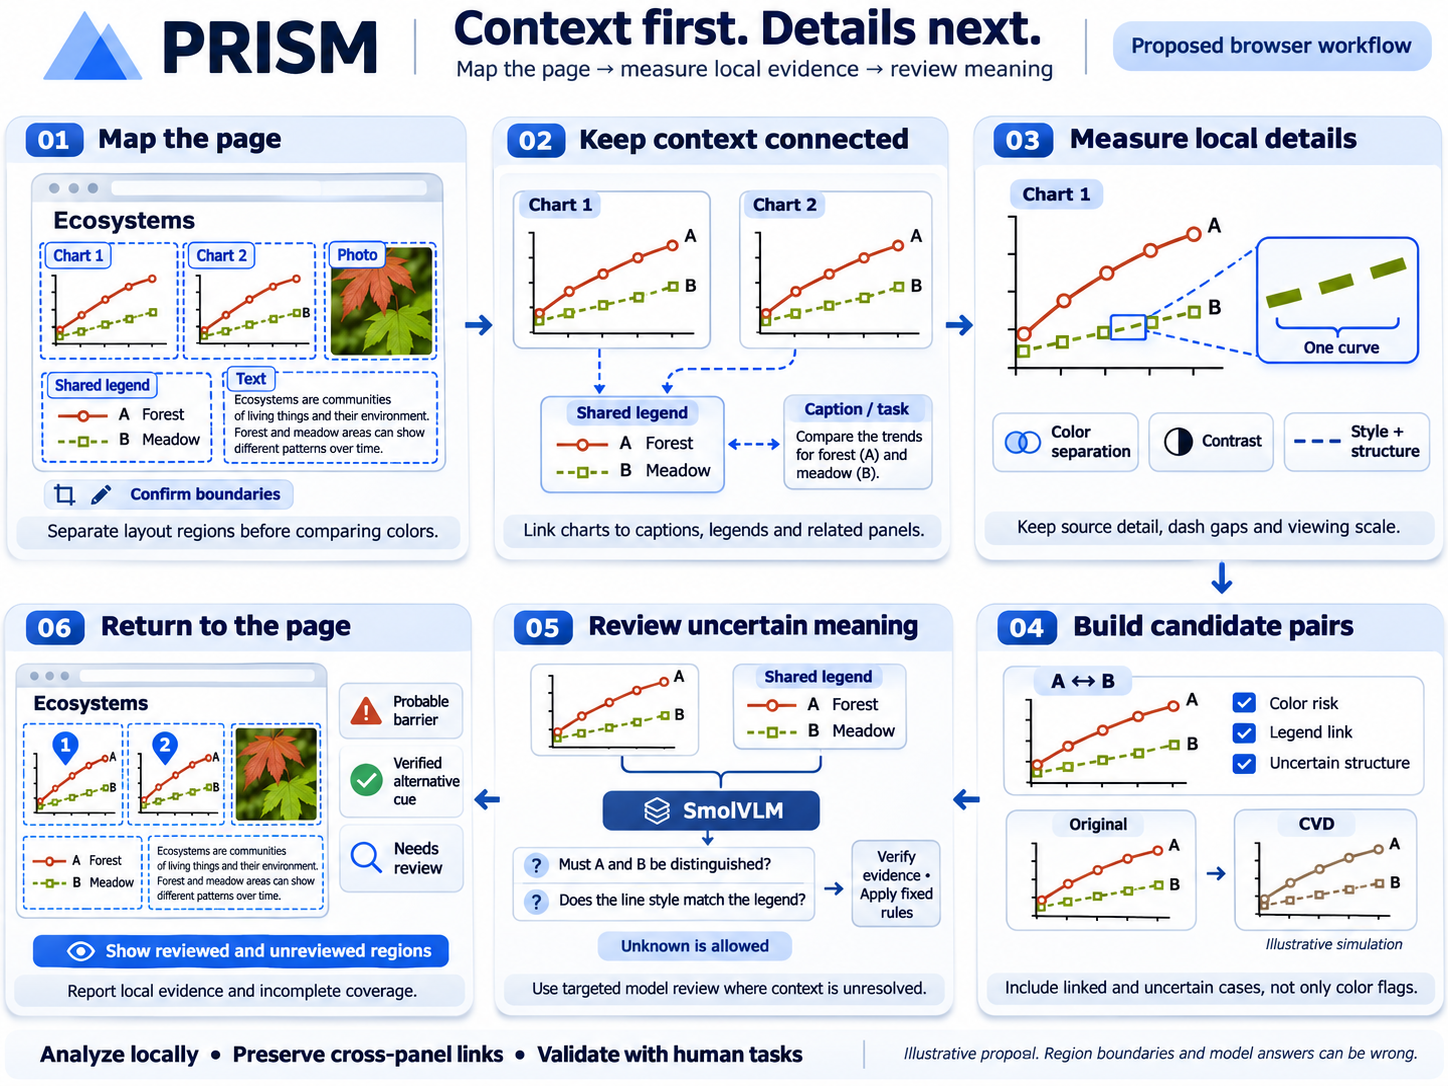 PRISM
Context first. Details next.
Map the page → measure local evidence → review meaning
Proposed browser workflow
01 Map the page
Ecosystems
Chart 1
Chart 2
Photo
B
Shared legend
A Forest
B Meadow
Text
Ecosystems are communities
of living things and their environment.
Forest and meadow areas can show
different patterns over time.
Confirm boundaries
Separate layout regions before comparing colors.
02 Keep context connected
Chart 1
A
B
Chart 2
A
B
Shared legend
A Forest
B Meadow
Caption / task
Compare the trends
for forest (A) and
meadow (B).
Link charts to captions, legends and related panels.
03 Measure local details
Chart 1
A
B
One curve
Color
separation
Contrast
Style +
structure
Keep source detail, dash gaps and viewing scale.
04 Build candidate pairs
A ↔ B
A
B
Color risk
Legend link
Uncertain structure
Original
A
B
→
CVD
A
B
Illustrative simulation
Include linked and uncertain cases, not only color flags.
05 Review uncertain meaning
A
B
Shared legend
A Forest
B Meadow
SmolVLM
? Must A and B be distinguished?
? Does the line style match the legend?
Verify
evidence •
Apply fixed
rules
Unknown is allowed
Use targeted model review where context is unresolved.
06 Return to the page
Ecosystems
1
A
B
2
A
B
A Forest
B Meadow
Ecosystems are communities
of living things and their environment.
Forest and meadow areas can show
different patterns over time.
Probable
barrier
Verified
alternative
cue
Needs
review
Show reviewed and unreviewed regions
Report local evidence and incomplete coverage.
Analyze locally • Preserve cross-panel links • Validate with human tasks
Illustrative proposal. Region boundaries and model answers can be wrong.